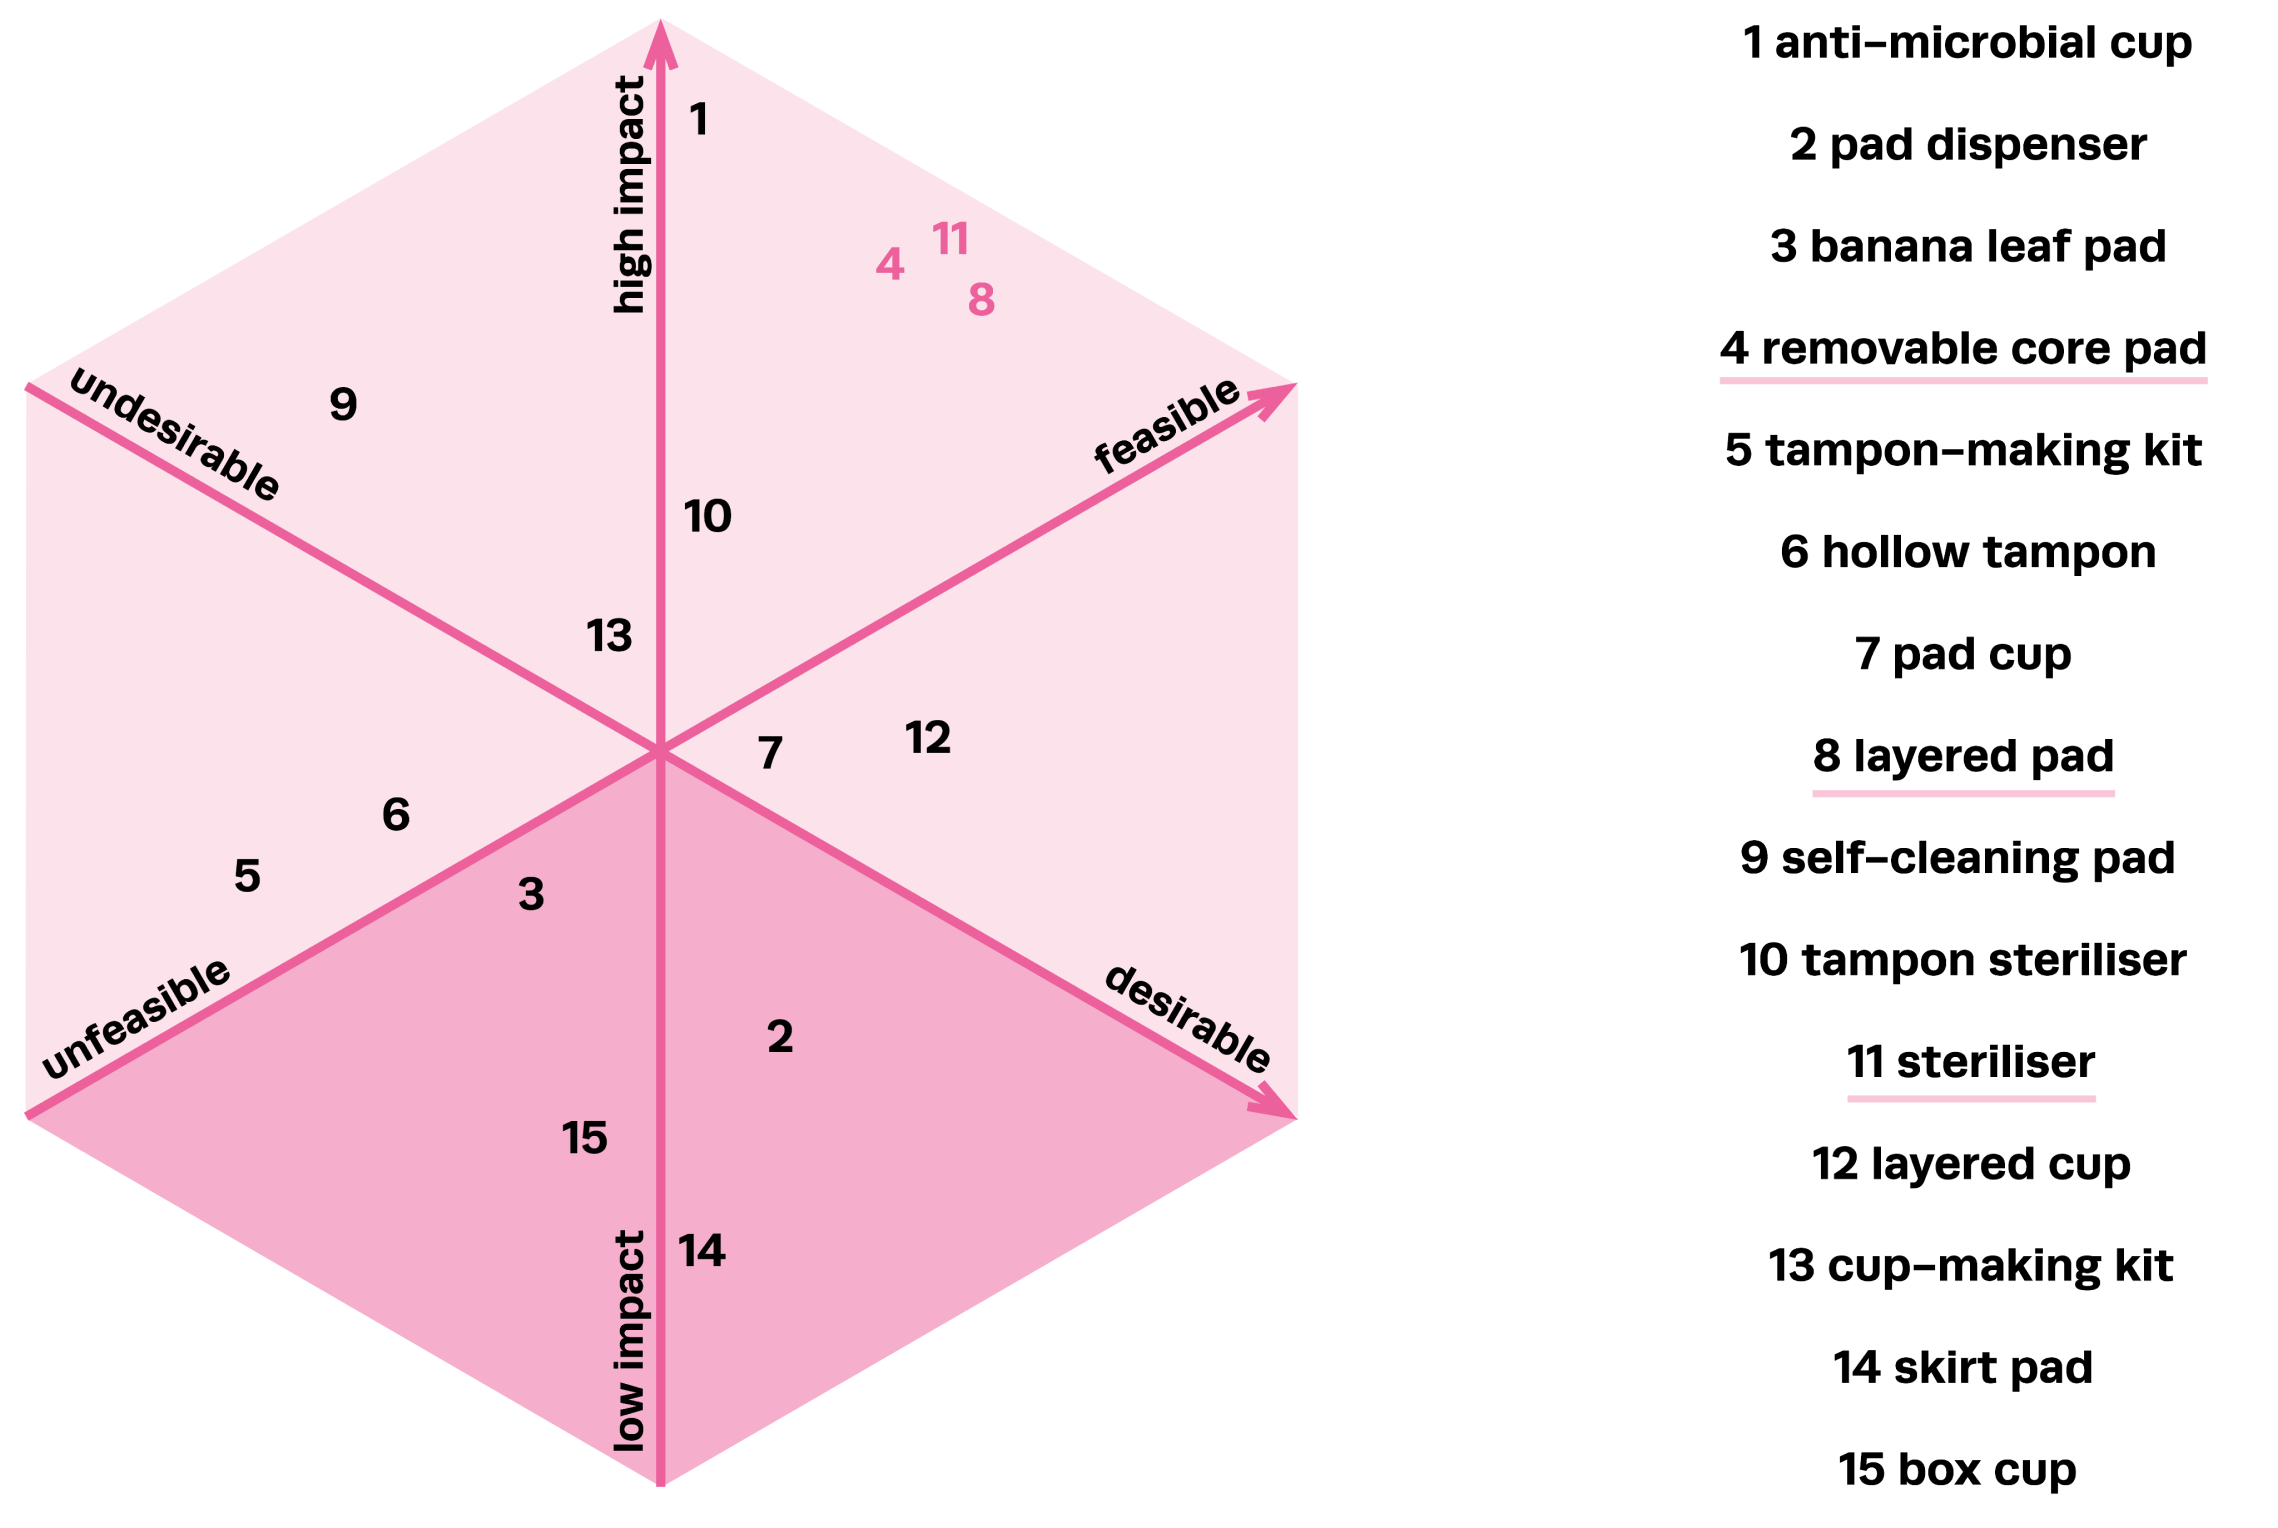 high impact
1
11
4
8
undesirable
9
feasible
10
13
7
12
6
5
3
unfeasible
desirable
2
15
14
low impact
1 anti-microbial cup
2 pad dispenser
3 banana leaf pad
4 removable core pad
5 tampon-making kit
6 hollow tampon
7 pad cup
8 layered pad
9 self-cleaning pad
10 tampon steriliser
11 steriliser
12 layered cup
13 cup-making kit
14 skirt pad
15 box cup